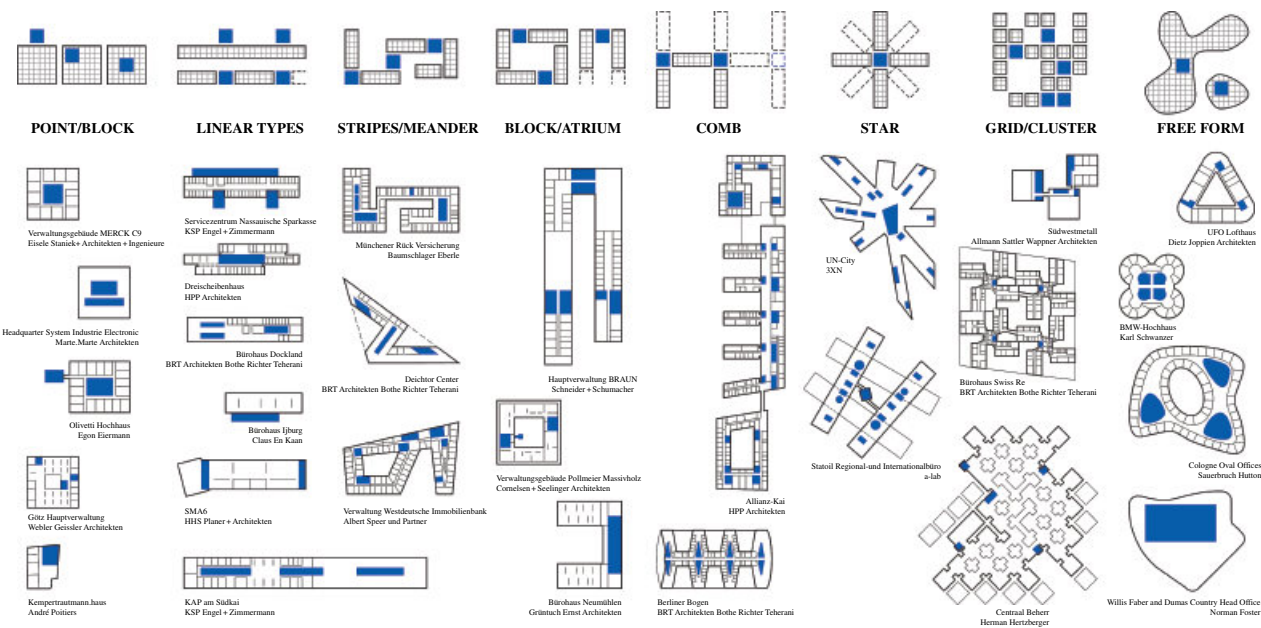 POINT/BLOCK
LINEAR TYPES
STRIPES/MEANDER
BLOCK/ATRIUM
COMB
STAR
GRID/CLUSTER
FREE FORM
Verwaltungsgebäude MERCK C9
Eisele Staniek+ Architekten + Ingenieure
Headquarter System Industrie Electronic
Marte.Marte Architekten
Olivetti Hochhaus
Egon Eiermann
Götz Hauptverwaltung
Webler Geissler Architekten
Kempertrautmann.haus
André Poitiers
Servicezentrum Nassauische Sparkasse
KSP Engel + Zimmermann
Dreischeibenhaus
HPP Architekten
Bürohaus Dockland
BRT Architekten Bothe Richter Teherani
Bürohaus Ijburg
Claus En Kaan
SMA6
HHS Planer + Architekten
KAP am Südkai
KSP Engel + Zimmermann
Münchener Rück Versicherung
Baumschlager Eberle
Deichtor Center
BRT Architekten Bothe Richter Teherani
Verwaltung Westdeutsche Immobilienbank
Albert Speer und Partner
Hauptverwaltung BRAUN
Schneider + Schumacher
Verwaltungsgebäude Pollmeier Massivholz
Cornelsen + Seelinger Architekten
Bürohaus Neumühlen
Grüntuch Ernst Architekten
Allianz-Kai
HPP Architekten
Berliner Bogen
BRT Architekten Bothe Richter Teherani
UN-City
3XN
Statoil Regional-und Internationalbüro
a-lab
Südwestmetall
Allmann Sattler Wappner Architekten
Bürohaus Swiss Re
BRT Architekten Bothe Richter Teherani
Centraal Beherr
Herman Hertzberger
UFO Lofthaus
Dietz Joppien Architekten
BMW-Hochhaus
Karl Schwanzer
Cologne Oval Offices
Sauerbruch Hutton
Willis Faber and Dumas Country Head Office
Norman Foster